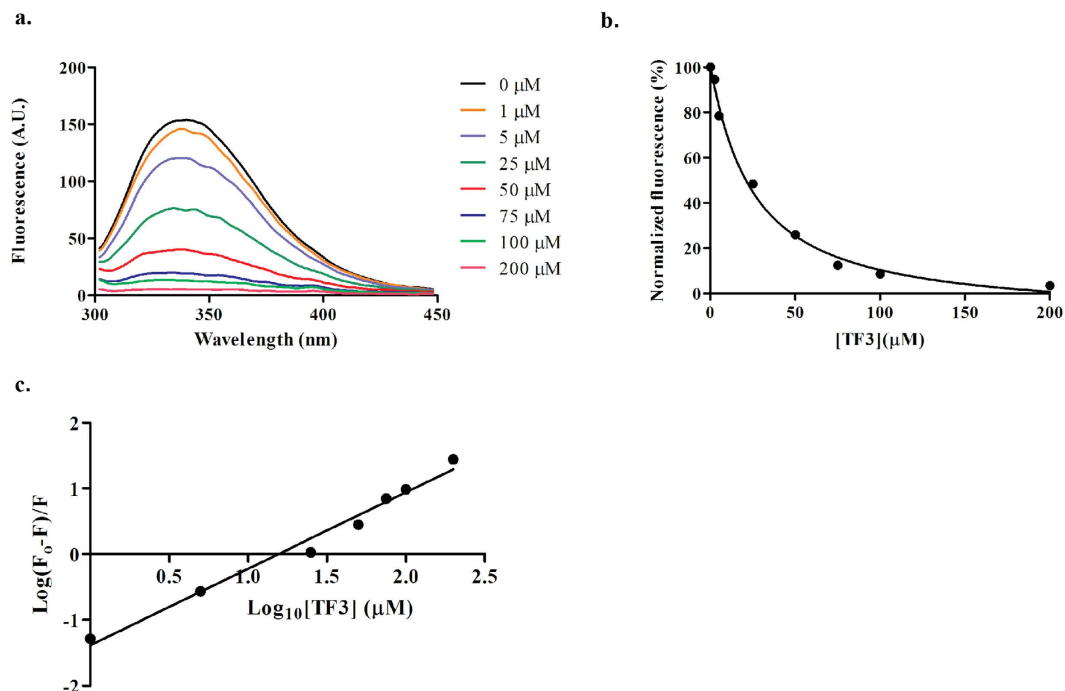 a.
Fluorescence (A.U.)
200
150
100
50
0
300
350
400
450
Wavelength (nm)
0 μM
1 μM
5 μM
25 μM
50 μM
75 μM
100 μM
200 μM
b.
Normalized fluorescence (%)
100
80
60
40
20
0
0
50
100
150
200
[TF3](μM)
c.
Log(Fo-F)/F
2
1
0
-1
-2
0.5
1.0
1.5
2.0
2.5
Log10[TF3] (μM)